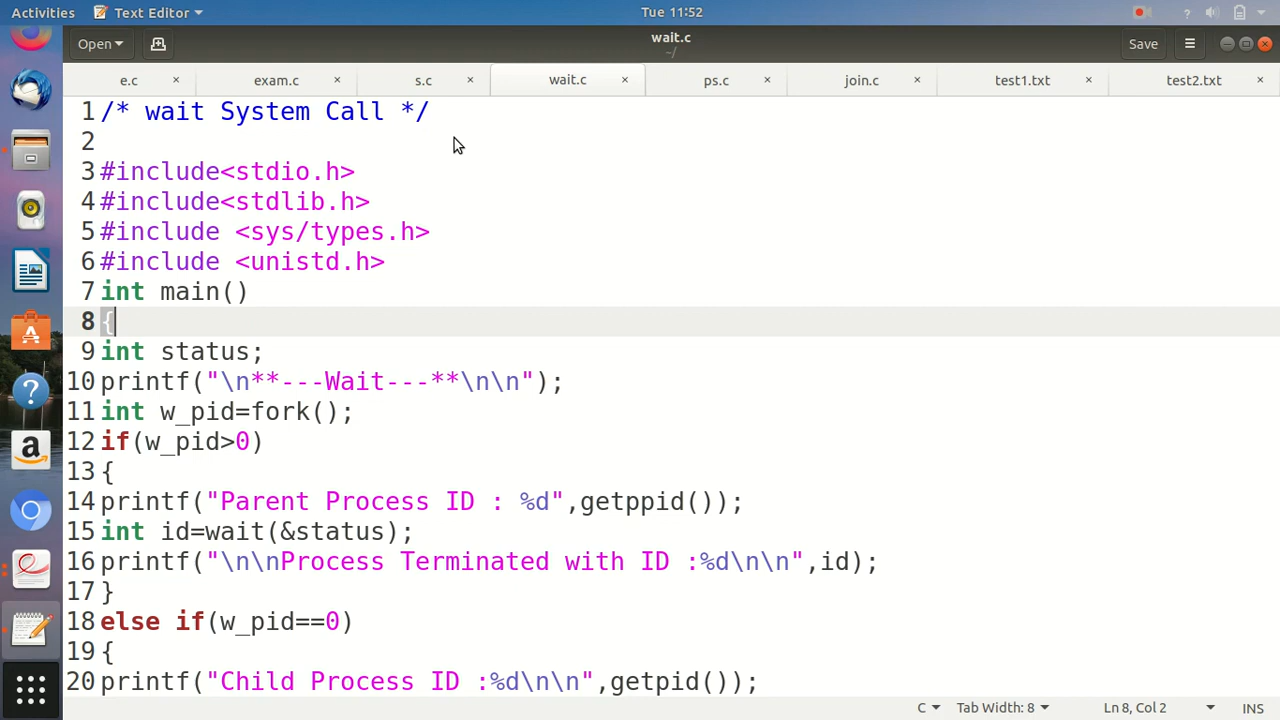 Activities Text Editor Tue 11:52 ?
Open wait.c Save
~/
e.c × exam.c × s.c × wait.c × ps.c × join.c × test1.txt × test2.txt ×
1 /* wait System Call */
2
3 #include<stdio.h>
4 #include<stdlib.h>
5 #include <sys/types.h>
6 #include <unistd.h>
7 int main()
8 {
9 int status;
10 printf("\n**---Wait---**\n\n");
11 int w_pid=fork();
12 if(w_pid>0)
13 {
14 printf("Parent Process ID : %d",getppid());
15 int id=wait(&status);
16 printf("\n\nProcess Terminated with ID :%d\n\n",id);
17 }
18 else if(w_pid==0)
19 {
20 printf("Child Process ID :%d\n\n",getpid());
C Tab Width: 8 Ln 8, Col 2 INS